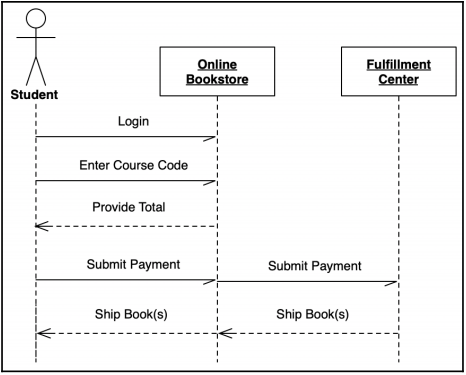 Student
Online
Bookstore
Fulfillment
Center
Login
Enter Course Code
Provide Total
Submit Payment
Submit Payment
Ship Book(s)
Ship Book(s)